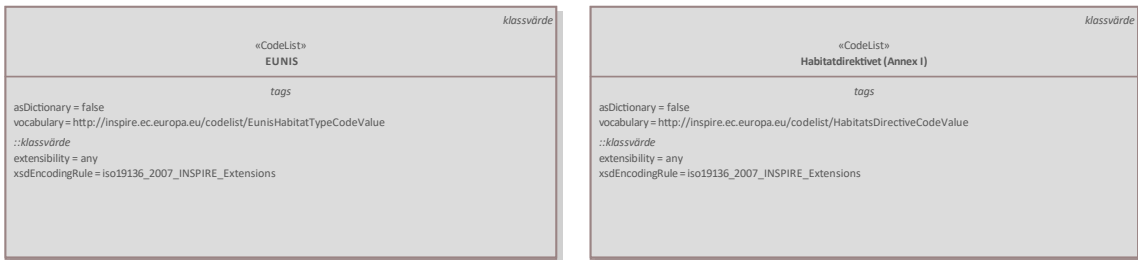 klassvärde
«CodeList»
EUNIS
tags
asDictionary = false
vocabulary = http://inspire.ec.europa.eu/codelist/EunisHabitatTypeCodeValue
::klassvärde
extensibility = any
xsdEncodingRule = iso19136_2007_INSPIRE_Extensions
klassvärde
«CodeList»
Habitatdirektivet (Annex I)
tags
asDictionary = false
vocabulary = http://inspire.ec.europa.eu/codelist/HabitatsDirectiveCodeValue
::klassvärde
extensibility = any
xsdEncodingRule = iso19136_2007_INSPIRE_Extensions